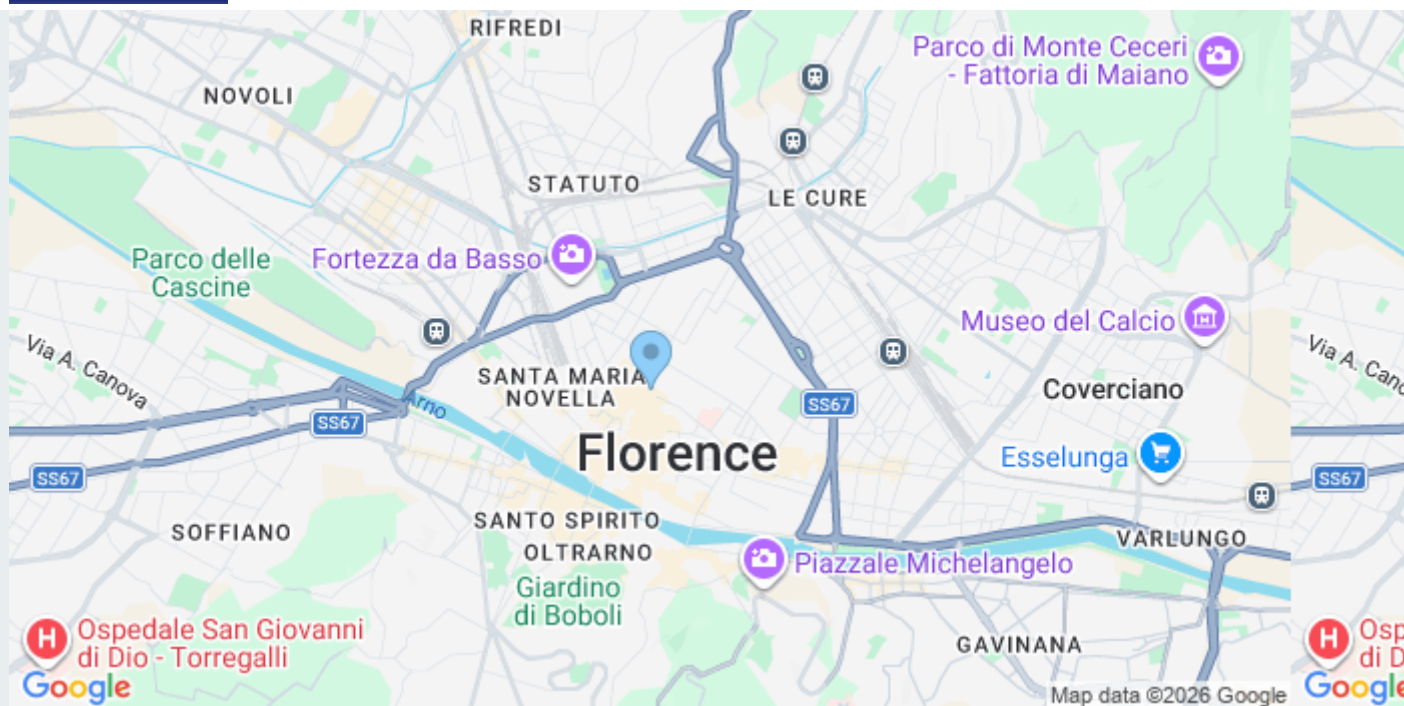 RIFREDI
Parco di Monte Ceceri
- Fattoria di Maiano
NOVOLI
STATUTO
LE CURE
Parco delle
Cascine
Fortezza da Basso
Museo del Calcio
Via A. Canova
Via A. Cano
SANTA MARIA
NOVELLA
Coverciano
Arno
SS67
SS67
Florence
Esselunga
SS67
SS67
SANTO SPIRITO
SOFFIANO
OLTRARNO
VARLUNGO
Piazzale Michelangelo
Giardino
di Boboli
H
Ospedale San Giovanni
di Dio - Torregalli
GAVINANA
H
Osp
di D
Google
Map data ©2026 Google
Google